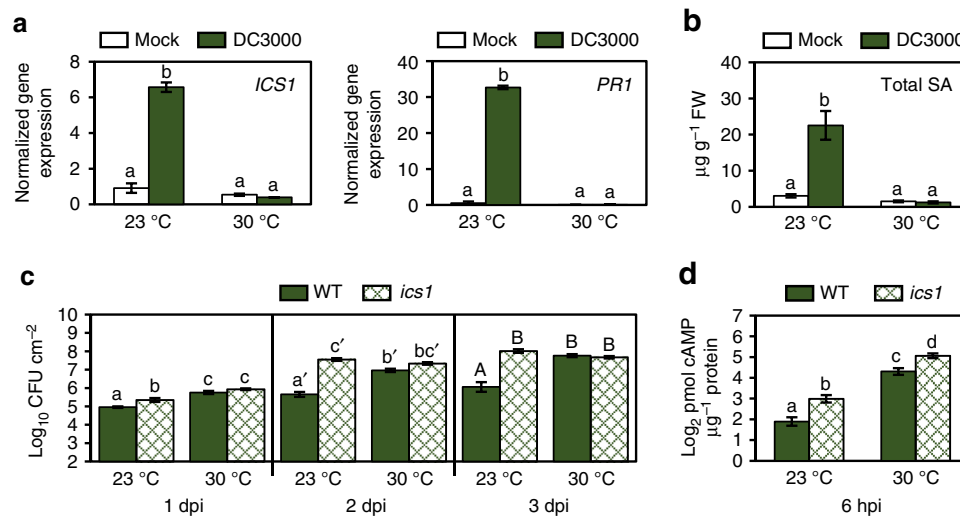 a
Mock DC3000
Normalized gene
expression
8
6
4
2
0
ICS1
a
b
a
a
23 °C 30 °C
Mock DC3000
Normalized gene
expression
40
30
20
10
0
PR1
a
b
a
a
23 °C 30 °C
b
Mock DC3000
µg g−1 FW
40
30
20
10
0
Total SA
a
b
a
a
23 °C 30 °C
c
WT ics1
Log10 CFU cm−2
10
9
8
7
6
5
4
3
2
a b c c
a′ c′ b′ bc′
A B B B
23 °C 30 °C 23 °C 30 °C 23 °C 30 °C
1 dpi 2 dpi 3 dpi
d
WT ics1
Log2 pmol cAMP
µg−1 protein
7
6
5
4
3
2
1
0
a
b
c
d
23 °C 30 °C
6 hpi